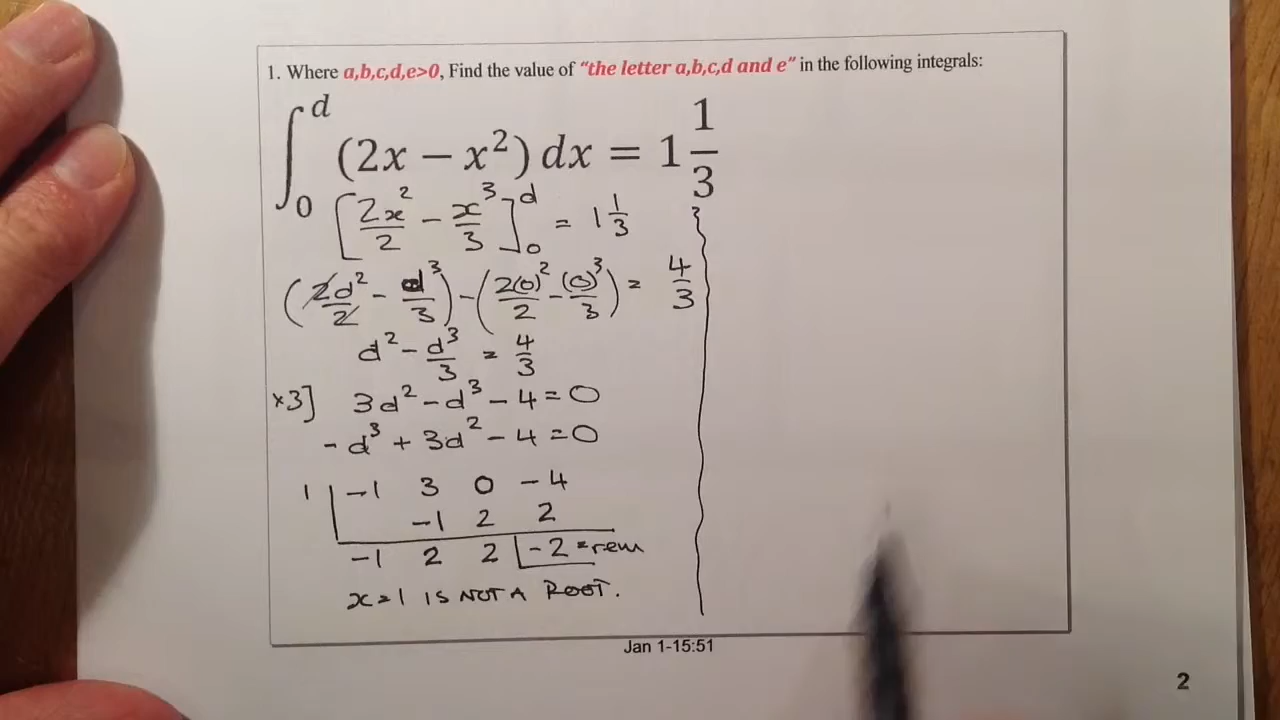 1. Where a,b,c,d,e>0, Find the value of "the letter a,b,c,d and e" in the following integrals:
∫₀ᵈ (2x − x²) dx = 1 1/3
[2x²/2 − x³/3]₀ᵈ = 1 1/3
(2d²/2 − d³/3) − (2(0)²/2 − (0)³/3) = 4/3
d² − d³/3 = 4/3
×3] 3d² − d³ − 4 = 0
− d³ + 3d² − 4 = 0
1 | −1 3 0 −4
−1 2 2
−1 2 2 |−2 = rem
x=1 IS NOT A ROOT.
Jan 1-15:51
2